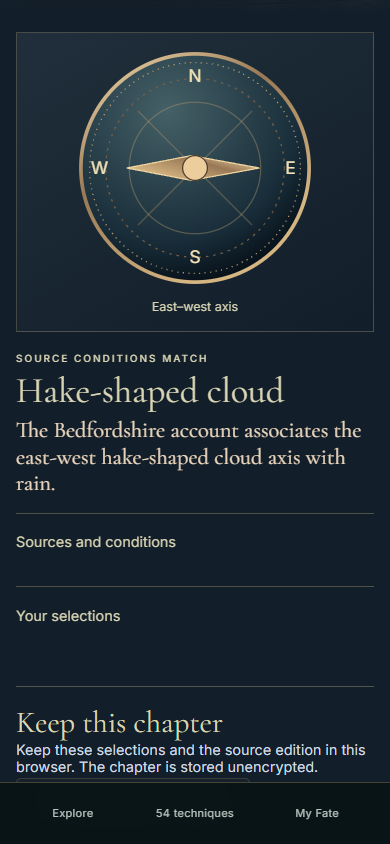 N
W
E
S
East–west axis
SOURCE CONDITIONS MATCH
Hake-shaped cloud
The Bedfordshire account associates the
east-west hake-shaped cloud axis with
rain.
Sources and conditions
Your selections
Keep this chapter
Keep these selections and the source edition in this
browser. The chapter is stored unencrypted.
Explore
54 techniques
My Fate